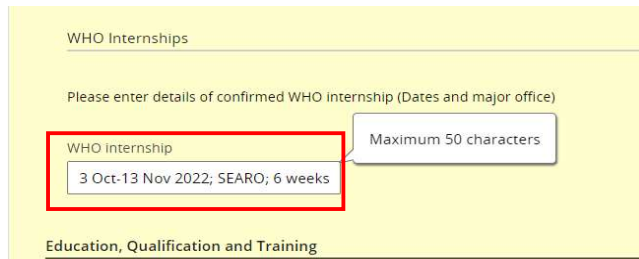 WHO Internships
Please enter details of confirmed WHO internship (Dates and major office)
Maximum 50 characters
WHO internship
3 Oct-13 Nov 2022; SEARO; 6 weeks
Education, Qualification and Training